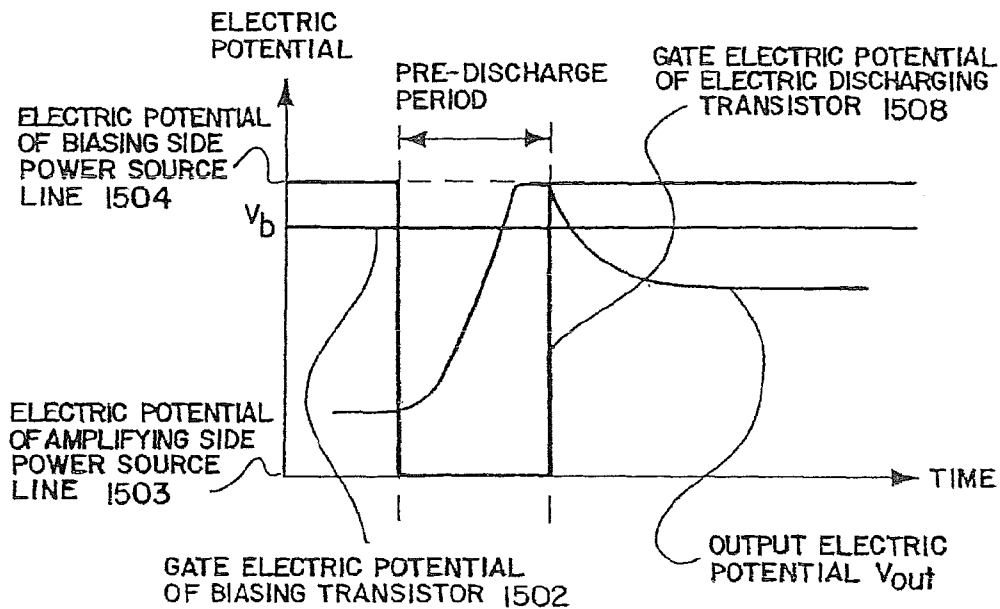 ELECTRIC
POTENTIAL
PRE-DISCHARGE
PERIOD
GATE ELECTRIC POTENTIAL
OF ELECTRIC DISCHARGING
TRANSISTOR 1508
ELECTRIC POTENTIAL
OF BIASING SIDE
POWER SOURCE
LINE 1504
Vb
ELECTRIC POTENTIAL
OF AMPLIFYING SIDE
POWER SOURCE
LINE 1503
TIME
GATE ELECTRIC POTENTIAL
OF BIASING TRANSISTOR 1502
OUTPUT ELECTRIC
POTENTIAL Vout